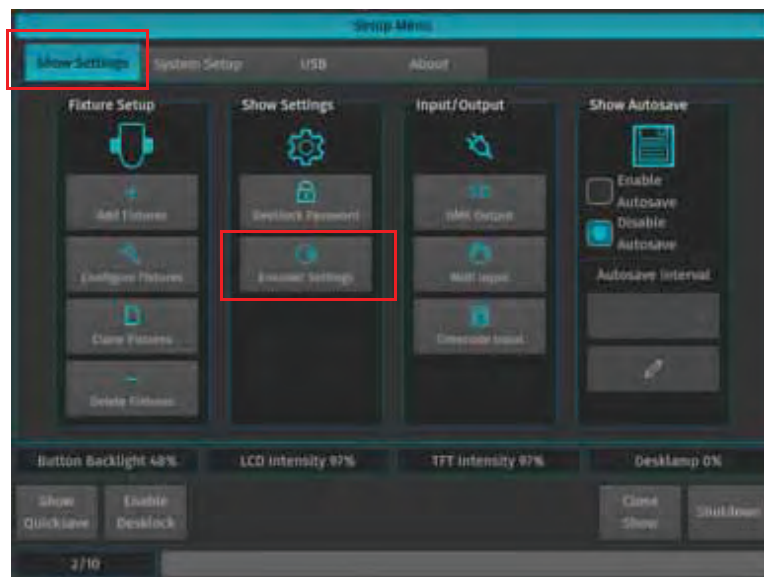 Setup Menu
Show Settings
System Setup
USB
About
Fixture Setup
Show Settings
Input/Output
Show Autosave
Add Fixtures
Configure Fixtures
Clone Fixtures
Delete Fixtures
Desklock Password
Encoder Settings
DMX Output
Midi Input
Timecode Input
Enable
Autosave
Disable
Autosave
Autosave Interval
Button Backlight 48%
LCD Intensity 97%
TFT Intensity 97%
Desklamp 0%
Show
Quicksave
Enable
Desklock
Close
Show
Shutdown
2/10